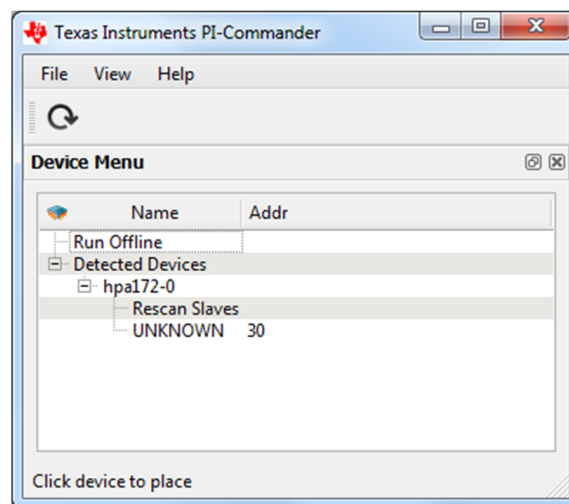 Texas Instruments PI-Commander
File View Help
Device Menu
Name Addr
Run Offline
Detected Devices
hpa172-0
Rescan Slaves
UNKNOWN 30
Click device to place